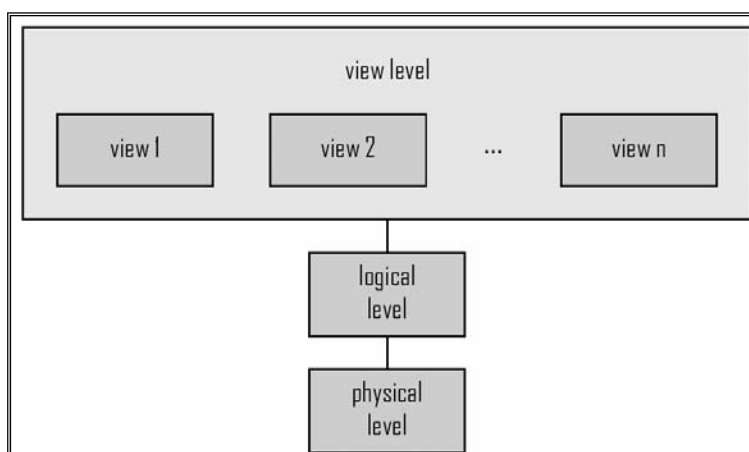 view level
view 1
view 2
...
view n
logical
level
physical
level